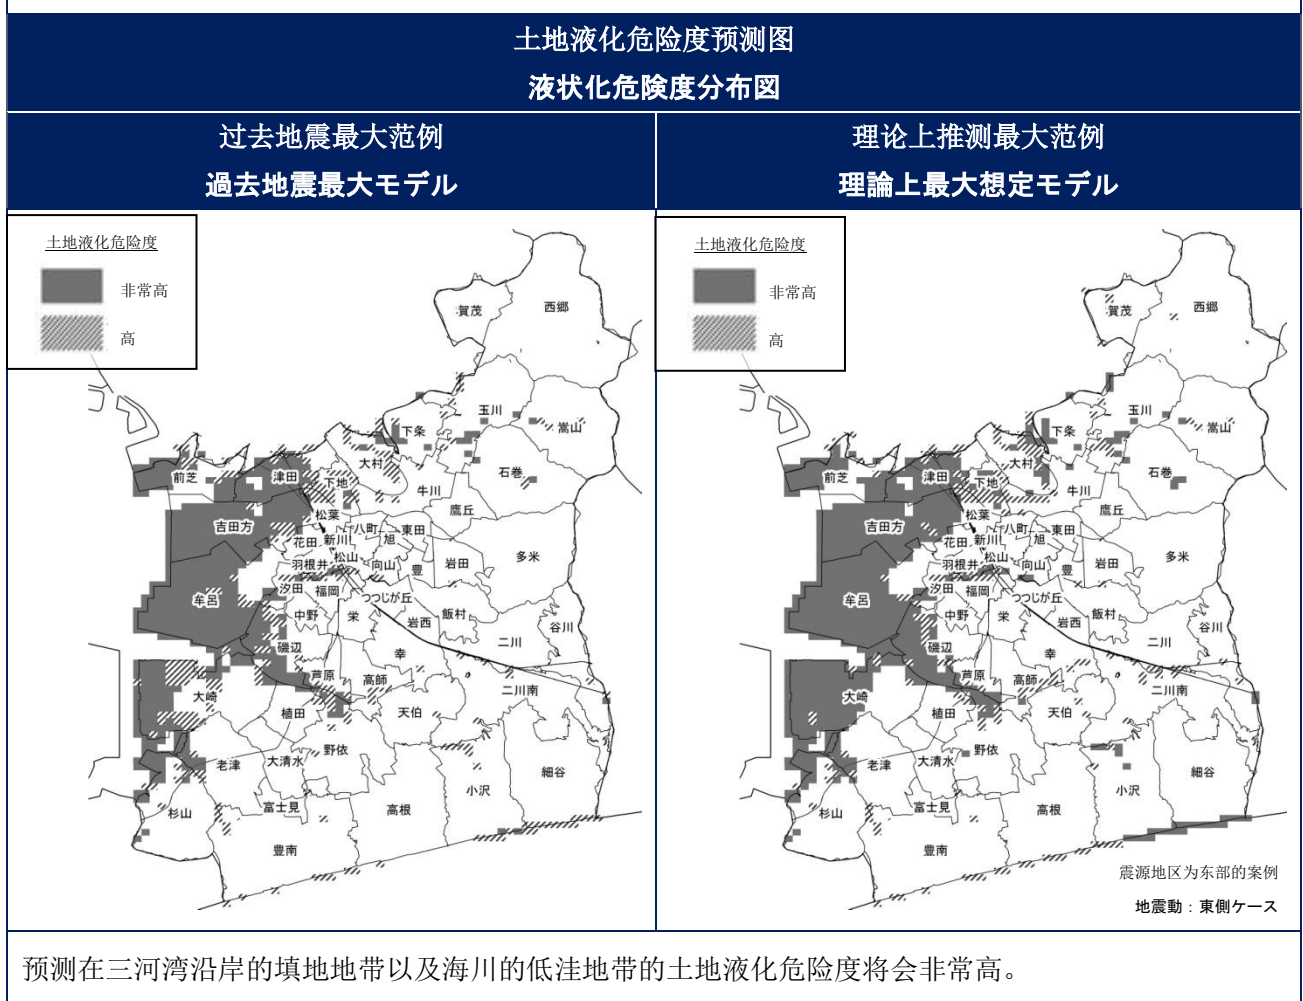 土地液化危险度预测图
液状化危険度分布図
过去地震最大范例
過去地震最大モデル
理论上推测最大范例
理論上最大想定モデル
土地液化危险度
非常高
高
賀茂
西郷
玉川
嵩山
下条
大村
石巻
前芝
津田
下地
牛川
鷹丘
松葉
吉田方
八町
東田
花田
新川
旭
松山
多米
羽根井
向山
豊
岩田
汐田
福岡
つつじが丘
牟呂
中野
栄
岩西
飯村
谷川
二川
磯辺
幸
芦原
高師
二川南
大崎
植田
天伯
野依
大清水
老津
細谷
小沢
杉山
富士見
高根
豊南
土地液化危险度
非常高
高
賀茂
西郷
玉川
嵩山
下条
大村
石巻
前芝
津田
下地
牛川
鷹丘
松葉
吉田方
八町
東田
花田
新川
旭
松山
多米
羽根井
向山
豊
岩田
汐田
福岡
つつじが丘
牟呂
中野
栄
岩西
飯村
谷川
二川
磯辺
幸
芦原
高師
二川南
大崎
植田
天伯
野依
大清水
老津
細谷
小沢
杉山
富士見
高根
豊南
震源地区为东部的案例
地震動：東側ケース
预测在三河湾沿岸的填地地带以及海川的低洼地带的土地液化危险度将会非常高。